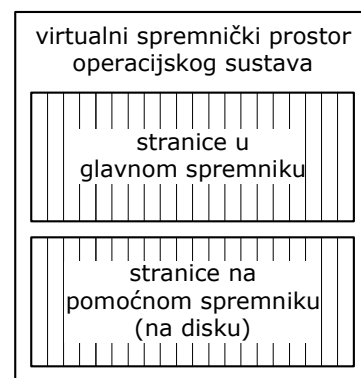 virtualni spremnički prostor
operacijskog sustava
stranice u
glavnom spremniku
stranice na
pomoćnom spremniku
(na disku)